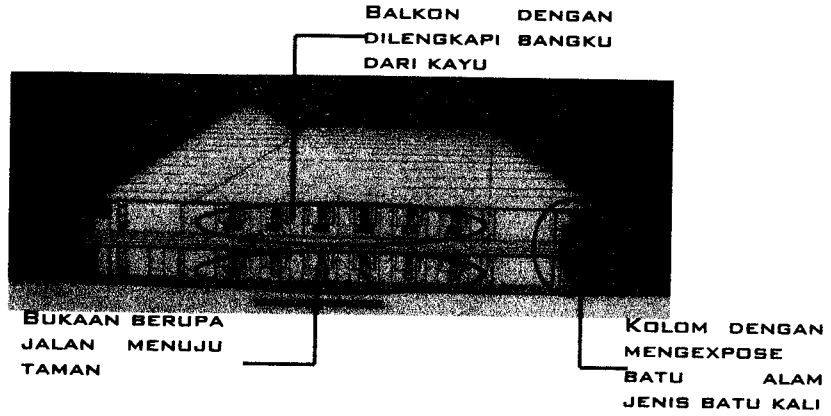 BALKON DENGAN
DILENGKAPI BANGKU
DARI KAYU
BUKAAN BERUPA
JALAN MENUJU
TAMAN
KOLOM DENGAN
MENGEXPOSE
BATU ALAM
JENIS BATU KALI